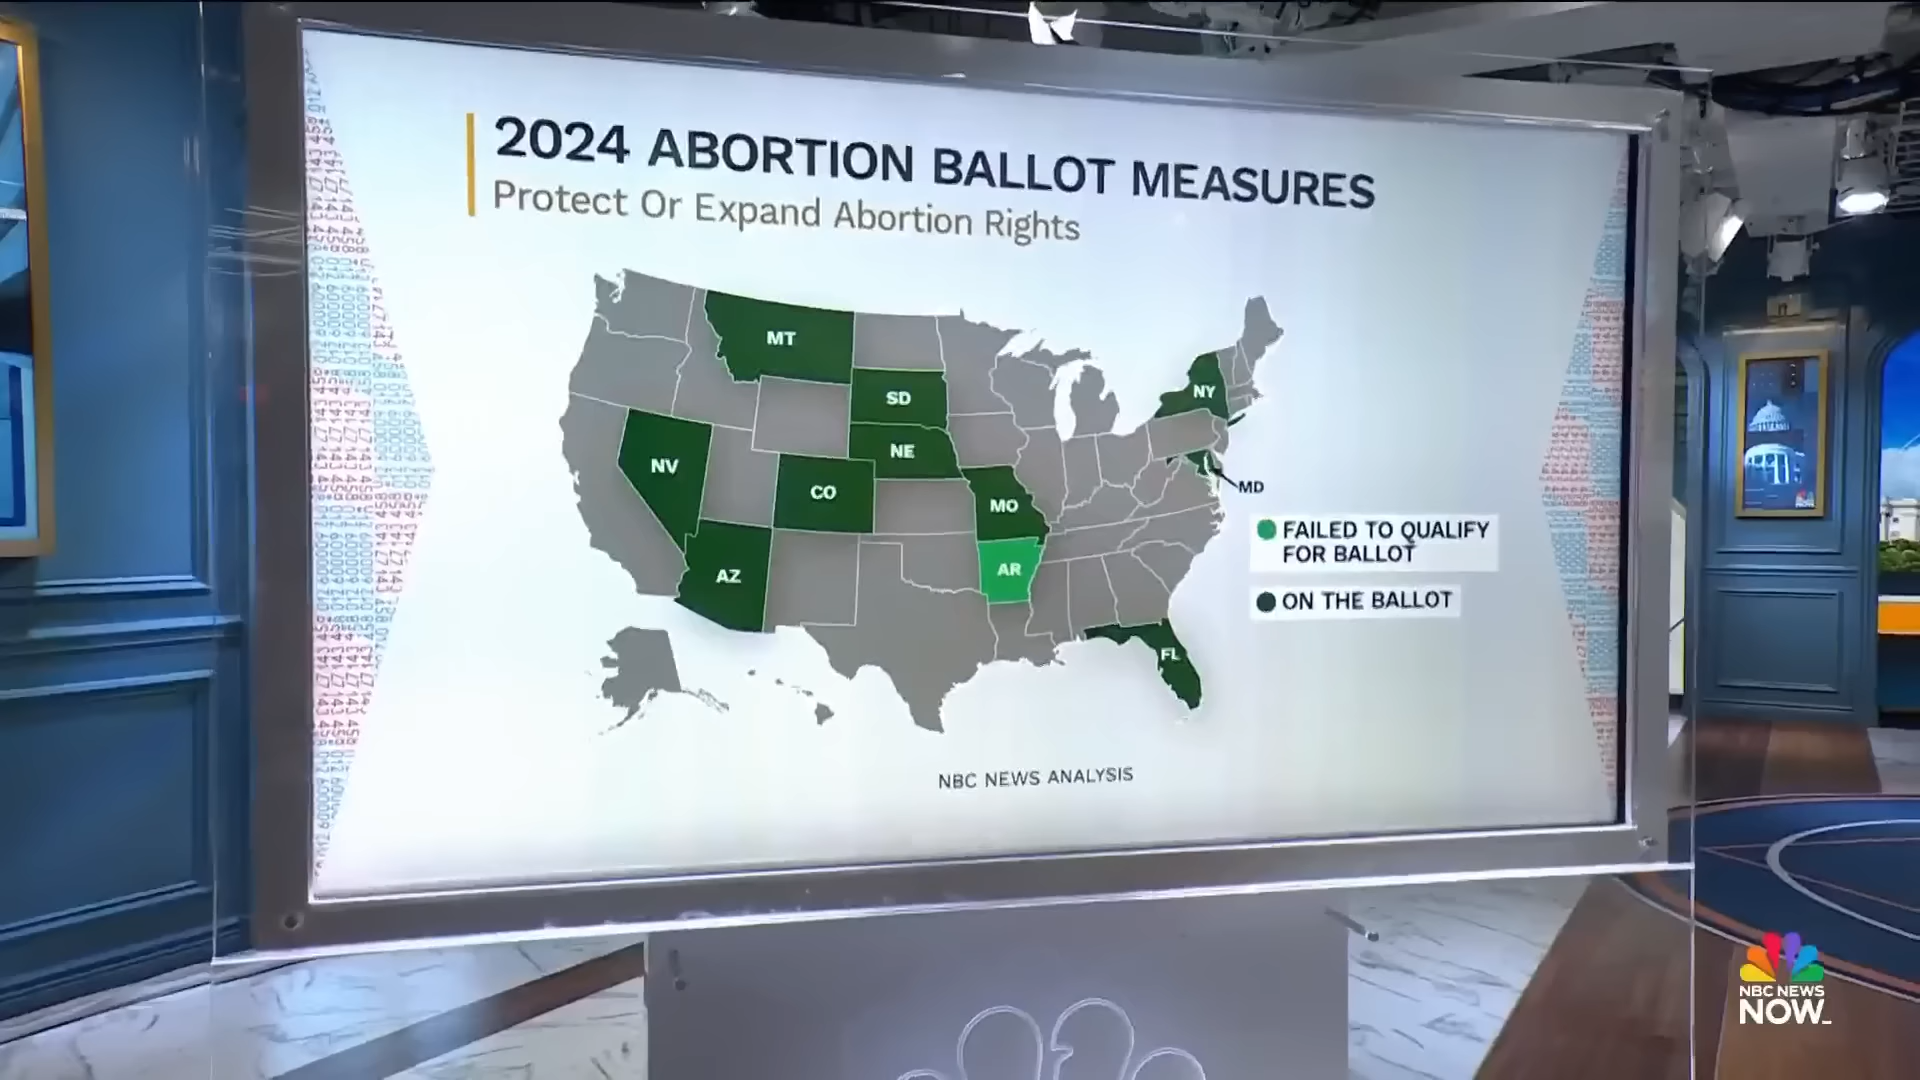 2024 ABORTION BALLOT MEASURES
Protect Or Expand Abortion Rights
MT
SD
NY
NE
NV
CO
MO
MD
AZ
AR
FL
FAILED TO QUALIFY
FOR BALLOT
ON THE BALLOT
NBC NEWS ANALYSIS
NBC NEWS
NOW_